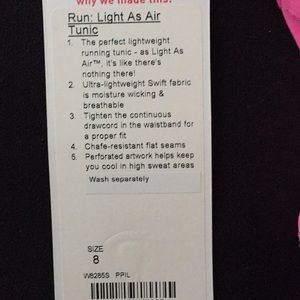 why we made this:
Run: Light As Air
Tunic
1. The perfect lightweight
running tunic - as Light As
Air™, it's like there's
nothing there!
2. Ultra-lightweight Swift fabric
is moisture wicking &
breathable
3. Tighten the continuous
drawcord in the waistband for
a proper fit
4. Chafe-resistant flat seams
5. Perforated artwork helps keep
you cool in high sweat areas
Wash separately
SIZE
8
W8285S PPIL